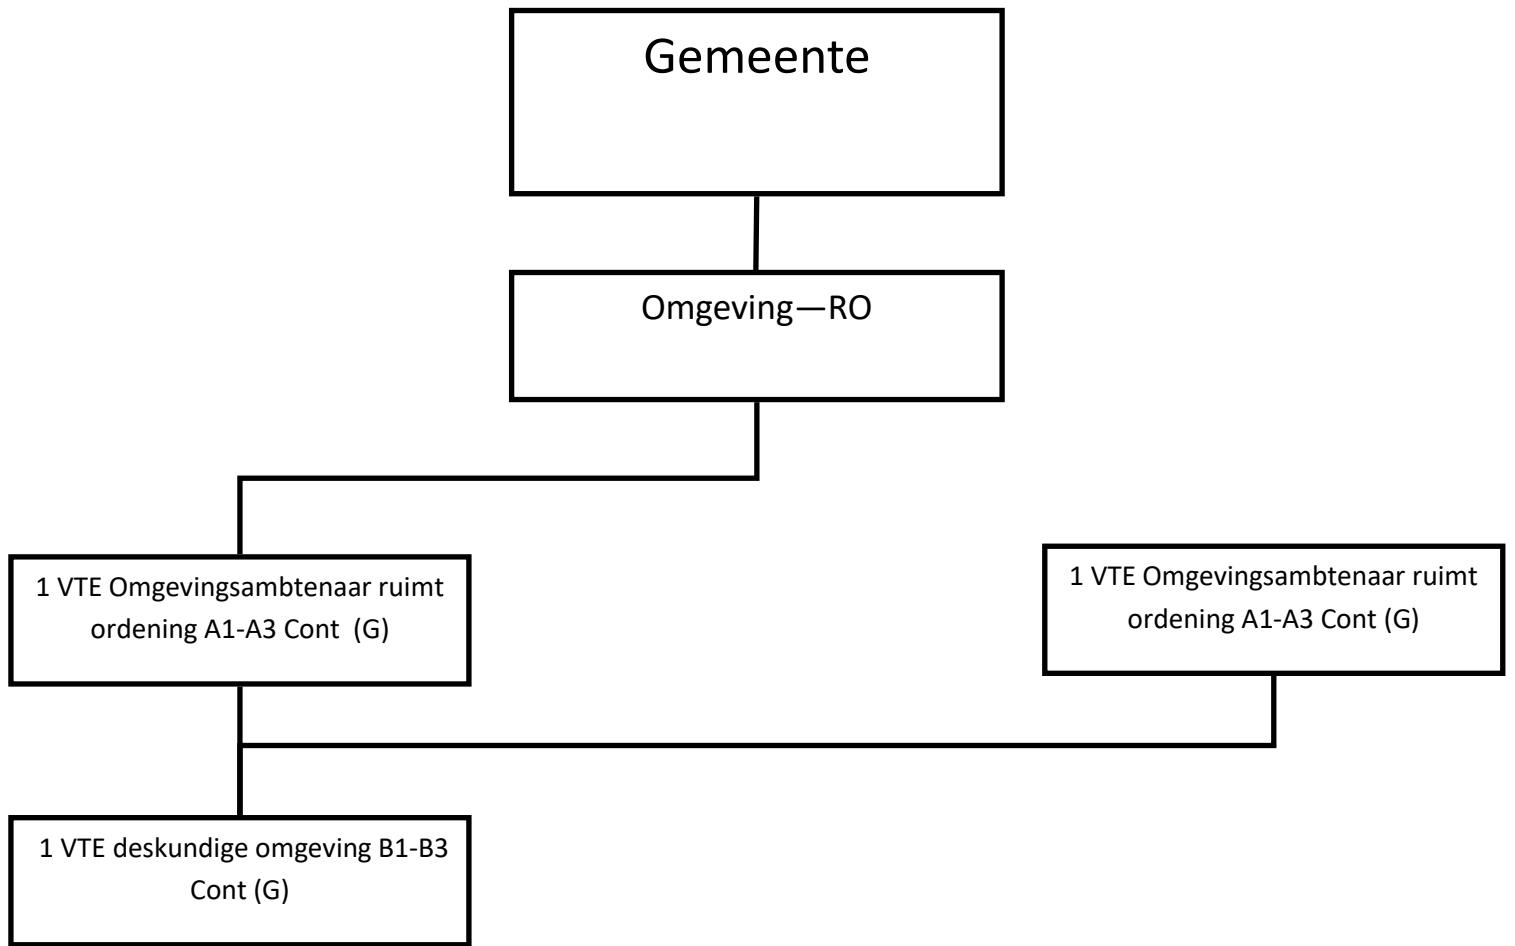 Gemeente
Omgeving—RO
1 VTE Omgevingsambtenaar ruimt
ordening A1-A3 Cont  (G)
1 VTE Omgevingsambtenaar ruimt
ordening A1-A3 Cont (G)
1 VTE deskundige omgeving B1-B3
Cont (G)